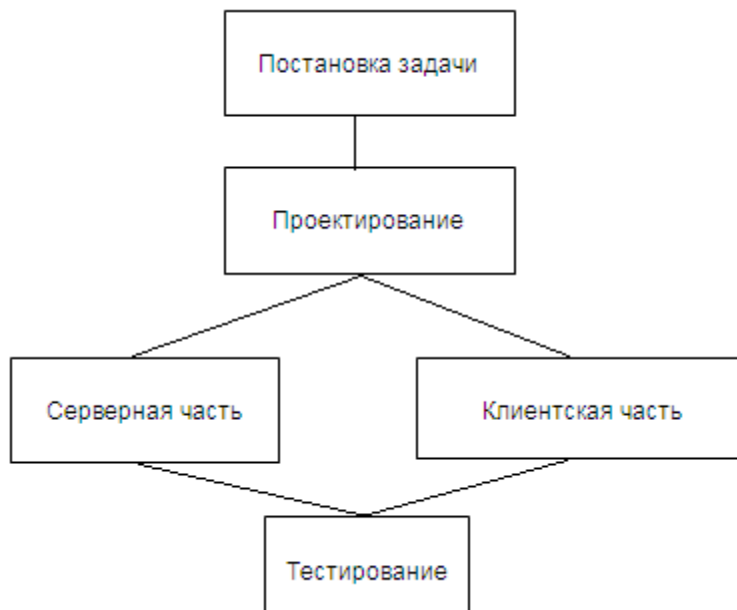 Постановка задачи
Проектирование
Серверная часть
Клиентская часть
Тестирование